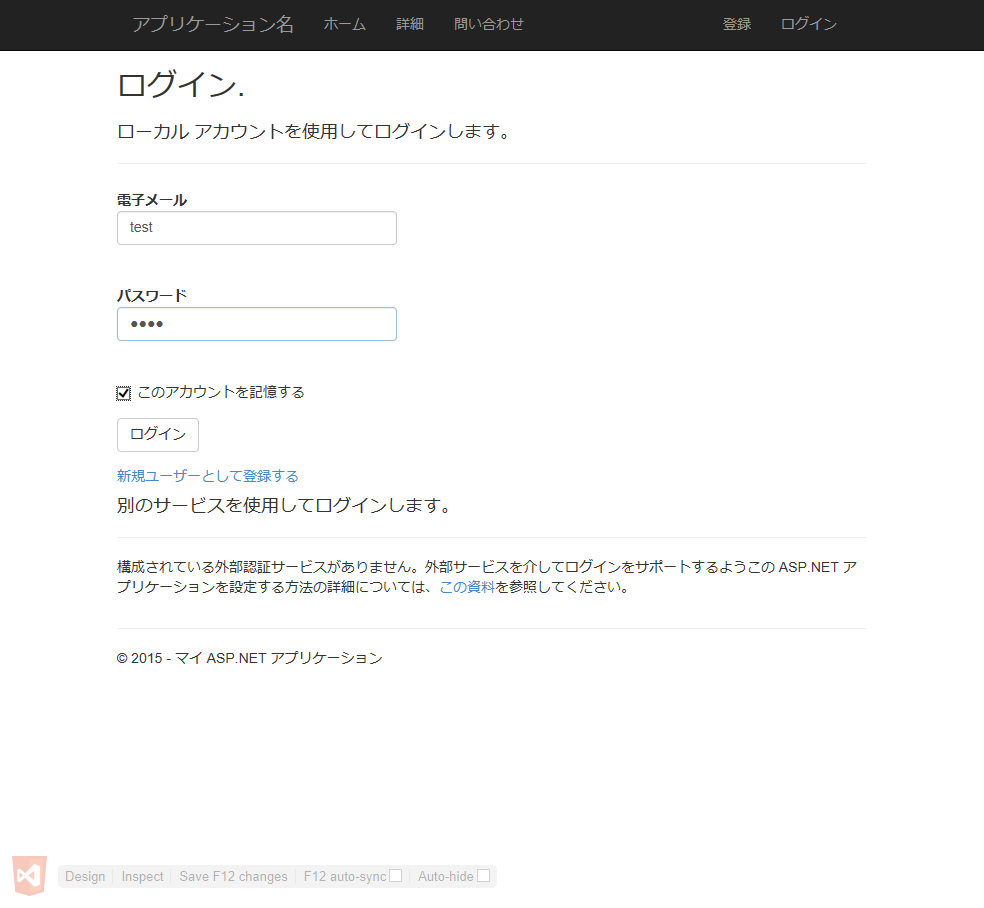 アプリケーション名 ホーム 詳細 問い合わせ 登録 ログイン
ログイン.
ローカル アカウントを使用してログインします。
電子メール
test
パスワード
••••
このアカウントを記憶する
ログイン
新規ユーザーとして登録する
別のサービスを使用してログインします。
構成されている外部認証サービスがありません。外部サービスを介してログインをサポートするようこの ASP.NET ア
プリケーションを設定する方法の詳細については、この資料を参照してください。
© 2015 - マイ ASP.NET アプリケーション
Design Inspect Save F12 changes F12 auto-sync Auto-hide